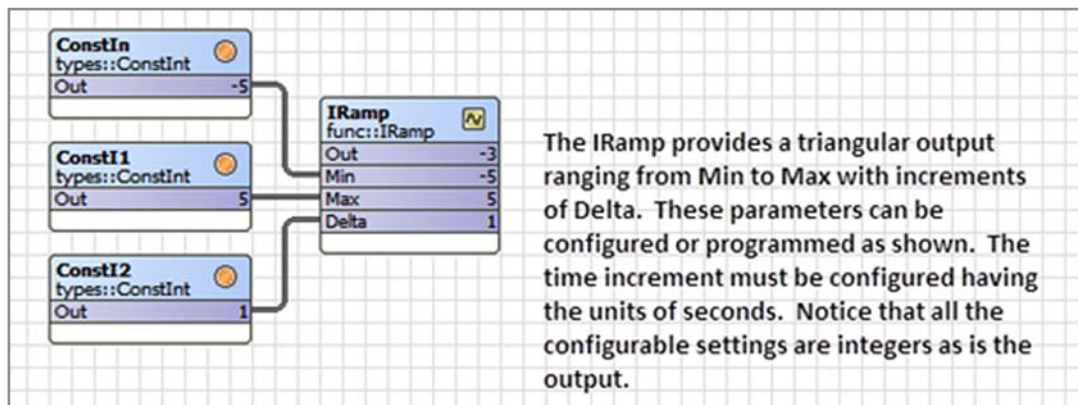 ConstIn
types::ConstInt
Out -5
ConstI1
types::ConstInt
Out 5
ConstI2
types::ConstInt
Out 1
IRamp
func::IRamp
Out -3
Min -5
Max 5
Delta 1
The IRamp provides a triangular output
ranging from Min to Max with increments
of Delta. These parameters can be
configured or programmed as shown. The
time increment must be configured having
the units of seconds. Notice that all the
configurable settings are integers as is the
output.